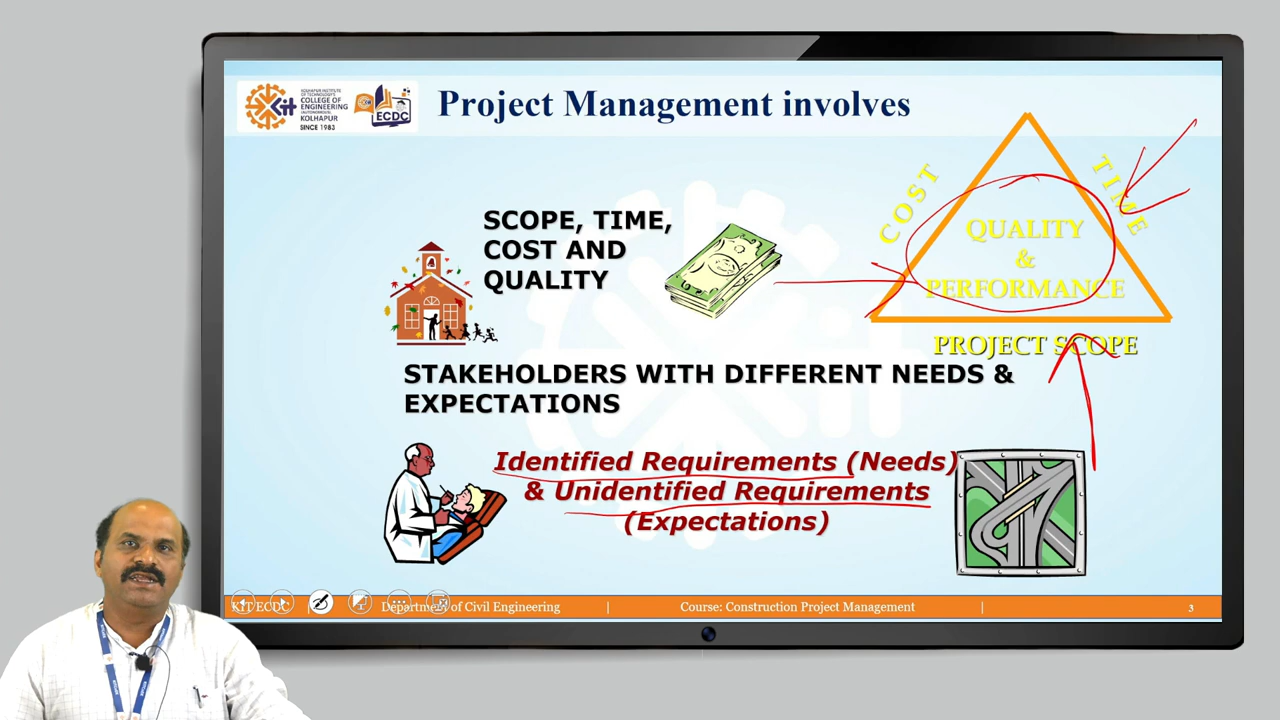 KOLHAPUR INSTITUTE
OF TECHNOLOGY'S
COLLEGE OF
ENGINEERING
(AUTONOMOUS)
KOLHAPUR
SINCE 1983
Kit
ECDC
Project Management involves
SCOPE, TIME,
COST AND
QUALITY
COST
TIME
QUALITY
&
PERFORMANCE
PROJECT SCOPE
STAKEHOLDERS WITH DIFFERENT NEEDS &
EXPECTATIONS
Identified Requirements (Needs)
& Unidentified Requirements
(Expectations)
KIT ECDC | Department of Civil Engineering | Course: Construction Project Management | 3